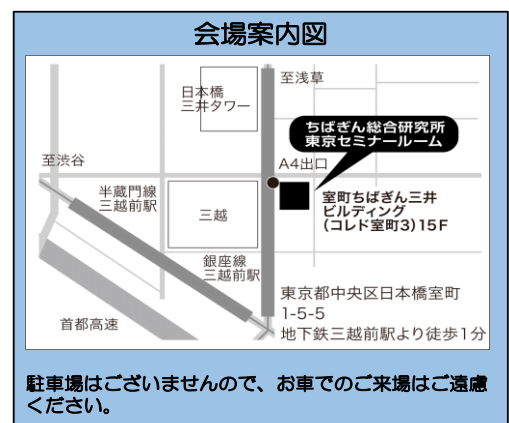 会場案内図
至浅草
日本橋
三井タワー
ちばぎん総合研究所
東京セミナールーム
A4出口
至渋谷
半蔵門線
三越前駅
三越
室町ちばぎん三井
ビルディング
(コレド室町3)15F
銀座線
三越前駅
東京都中央区日本橋室町
1-5-5
地下鉄三越前駅より徒歩1分
首都高速
駐車場はございませんので、お車でのご来場はご遠慮
ください。